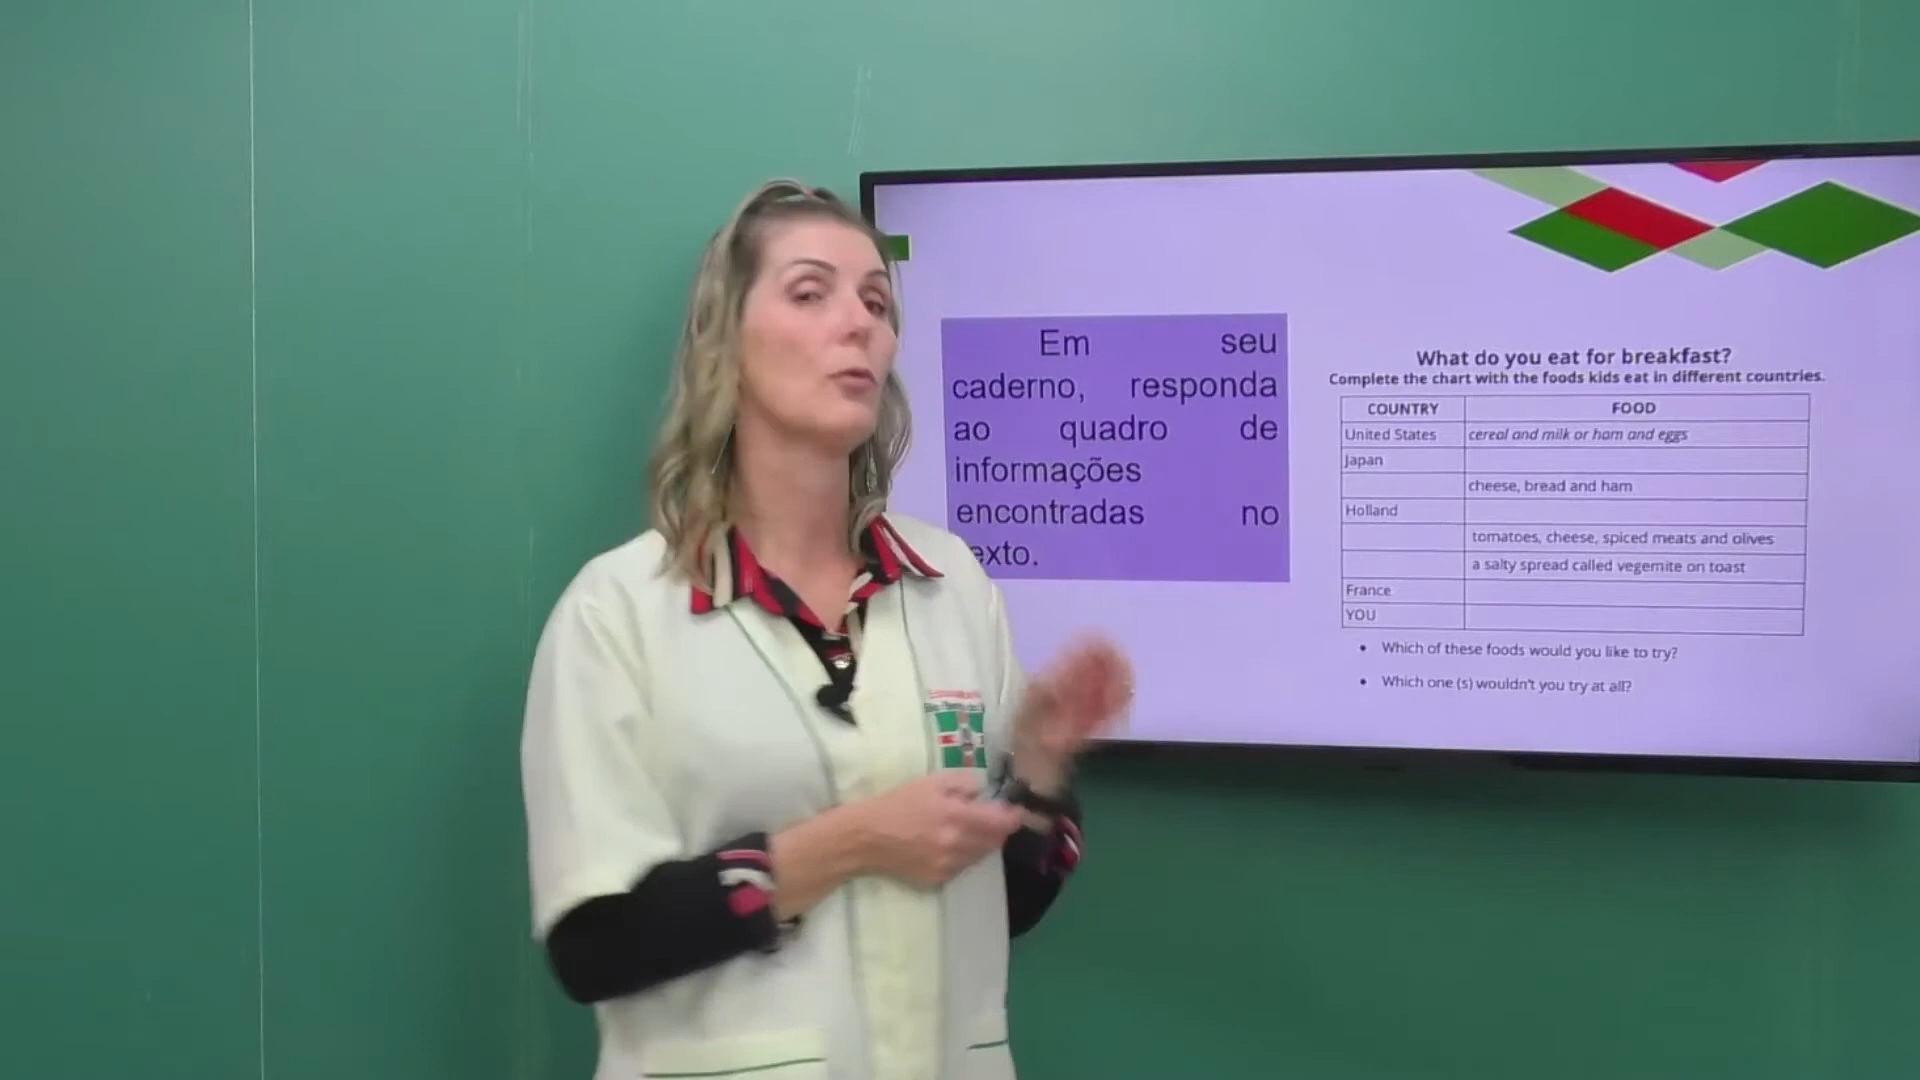 Em seu
caderno, responda
ao quadro de
informações
encontradas no
exto.
What do you eat for breakfast?
Complete the chart with the foods kids eat in different countries.
COUNTRY FOOD
United States cereal and milk or ham and eggs
Japan
cheese, bread and ham
Holland
tomatoes, cheese, spiced meats and olives
a salty spread called vegemite on toast
France
YOU
• Which of these foods would you like to try?
• Which one (s) wouldn't you try at all?